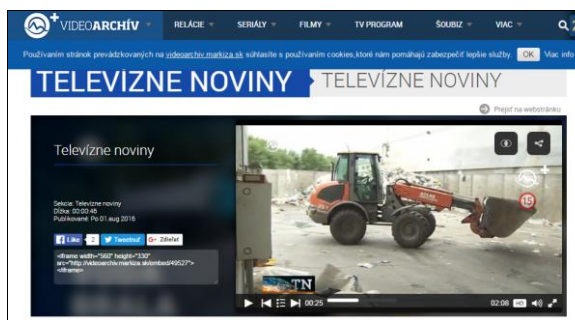 VIDEOARCHÍV RELÁCIE SERIÁLY FILMY TV PROGRAM ŠOUBIZ VIAC
Používaním stránok prevádzkovaných na videoarchiv.markiza.sk súhlasíte s používaním cookies,ktoré nám pomáhajú zabezpečiť lepšie služby. OK Viac info
TELEVÍZNE NOVINY TELEVÍZNE NOVINY
Prejsť na webstránku
Televízne noviny
Sekcia: Televízne noviny
Dĺžka: 00:00:46
Publikované: Po 01.aug 2016
Like 2 Tweetnuť G+ Zdieľať
<iframe width="560" height="330"
src="http://videoarchiv.markiza.sk/embed/49527">
</iframe>
15
TN
00:25 02:08 HD